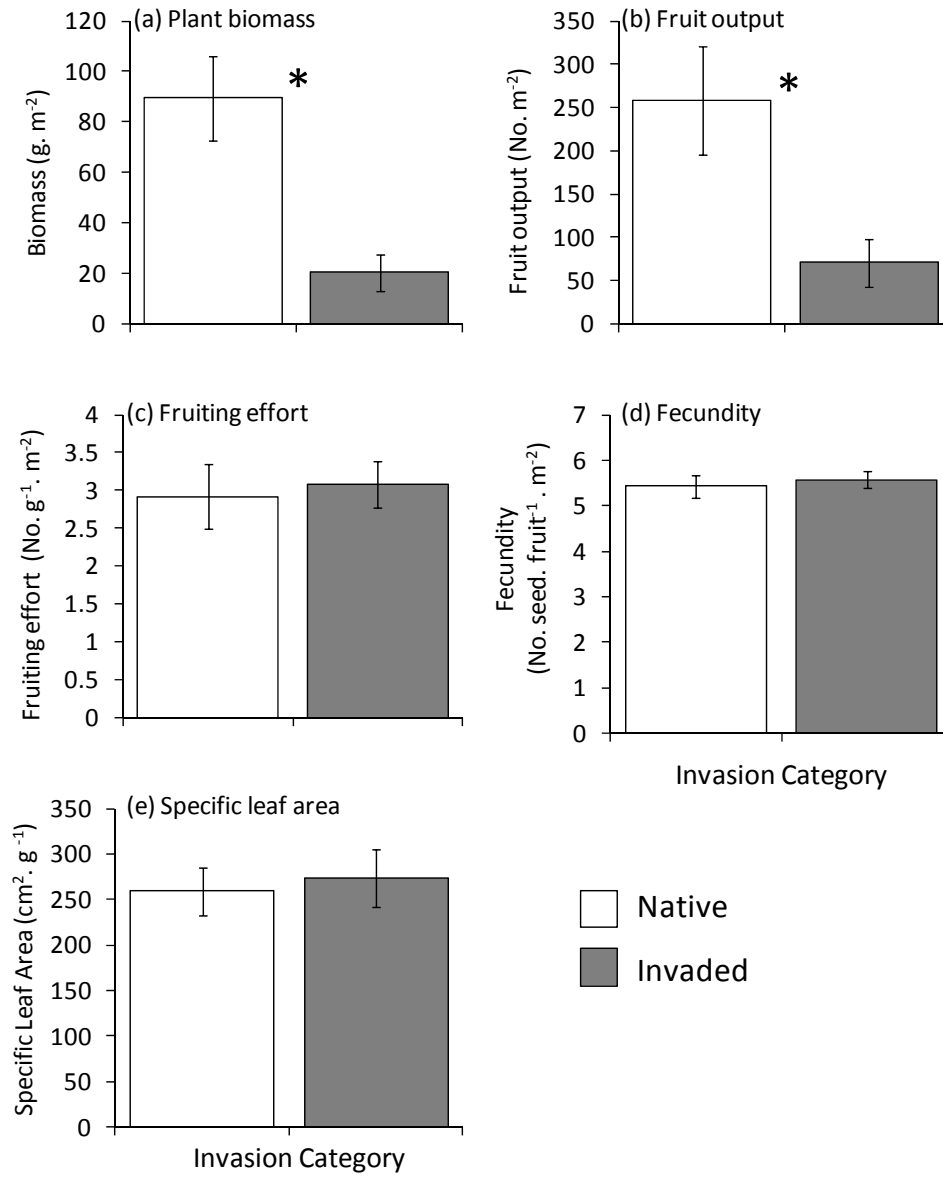 (a) Plant biomass
Biomass (g. m⁻²)
120
100
80
60
40
20
0
*
(b) Fruit output
Fruit output (No. m⁻²)
350
300
250
200
150
100
50
0
*
(c) Fruiting effort
Fruiting effort (No. g⁻¹. m⁻²)
4
3.5
3
2.5
2
1.5
1
0.5
0
(d) Fecundity
Fecundity
(No. seed. fruit⁻¹. m⁻²)
7
6
5
4
3
2
1
0
Invasion Category
(e) Specific leaf area
Specific Leaf Area (cm². g⁻¹)
350
300
250
200
150
100
50
0
Invasion Category
Native
Invaded